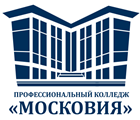 ПРОФЕССИОНАЛЬНЫЙ КОЛЛЕДЖ
«МОСКОВИЯ»